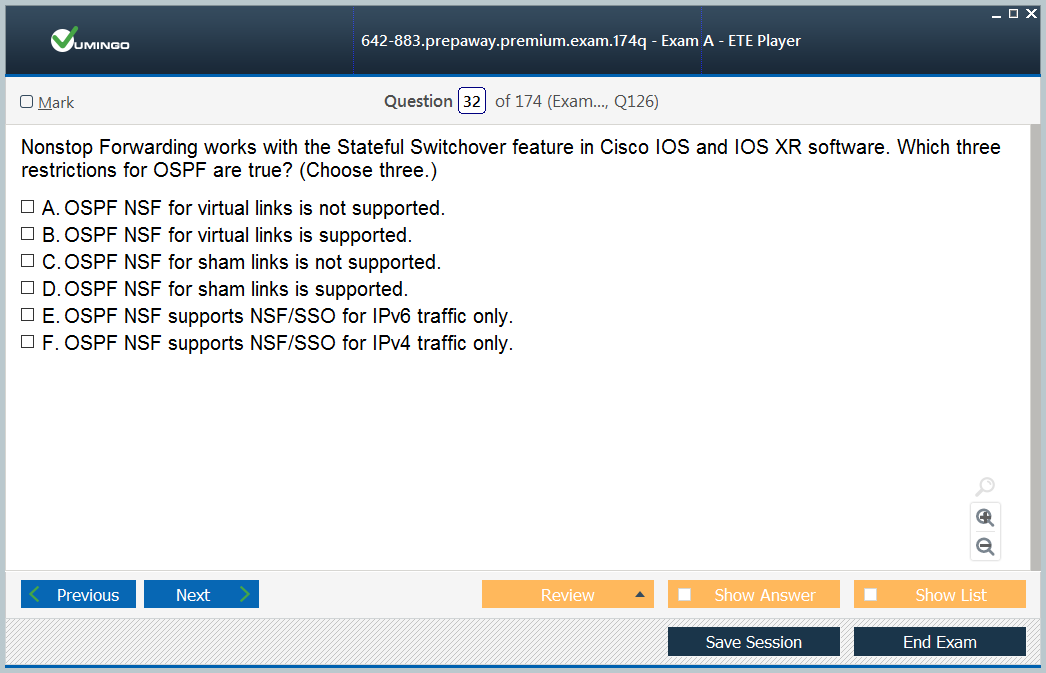 VUMINGO
642-883.prepaway.premium.exam.174q - Exam A - ETE Player
Mark
Question 32 of 174 (Exam..., Q126)
Nonstop Forwarding works with the Stateful Switchover feature in Cisco IOS and IOS XR software. Which three
restrictions for OSPF are true? (Choose three.)
A. OSPF NSF for virtual links is not supported.
B. OSPF NSF for virtual links is supported.
C. OSPF NSF for sham links is not supported.
D. OSPF NSF for sham links is supported.
E. OSPF NSF supports NSF/SSO for IPv6 traffic only.
F. OSPF NSF supports NSF/SSO for IPv4 traffic only.
Previous Next Review Show Answer Show List
Save Session End Exam